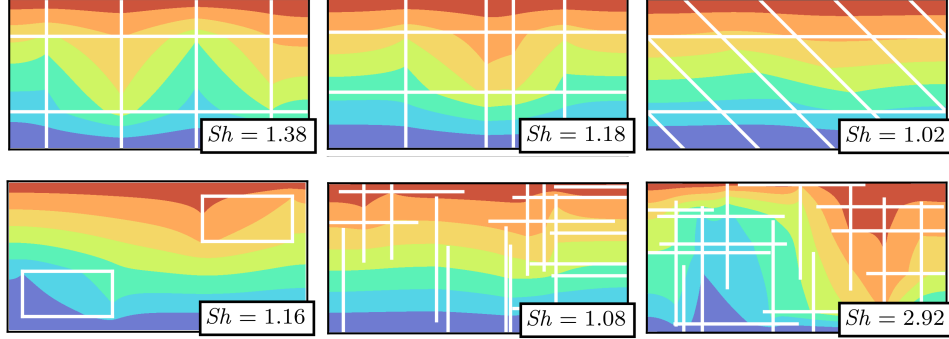 Sh = 1.38
Sh = 1.18
Sh = 1.02
Sh = 1.16
Sh = 1.08
Sh = 2.92